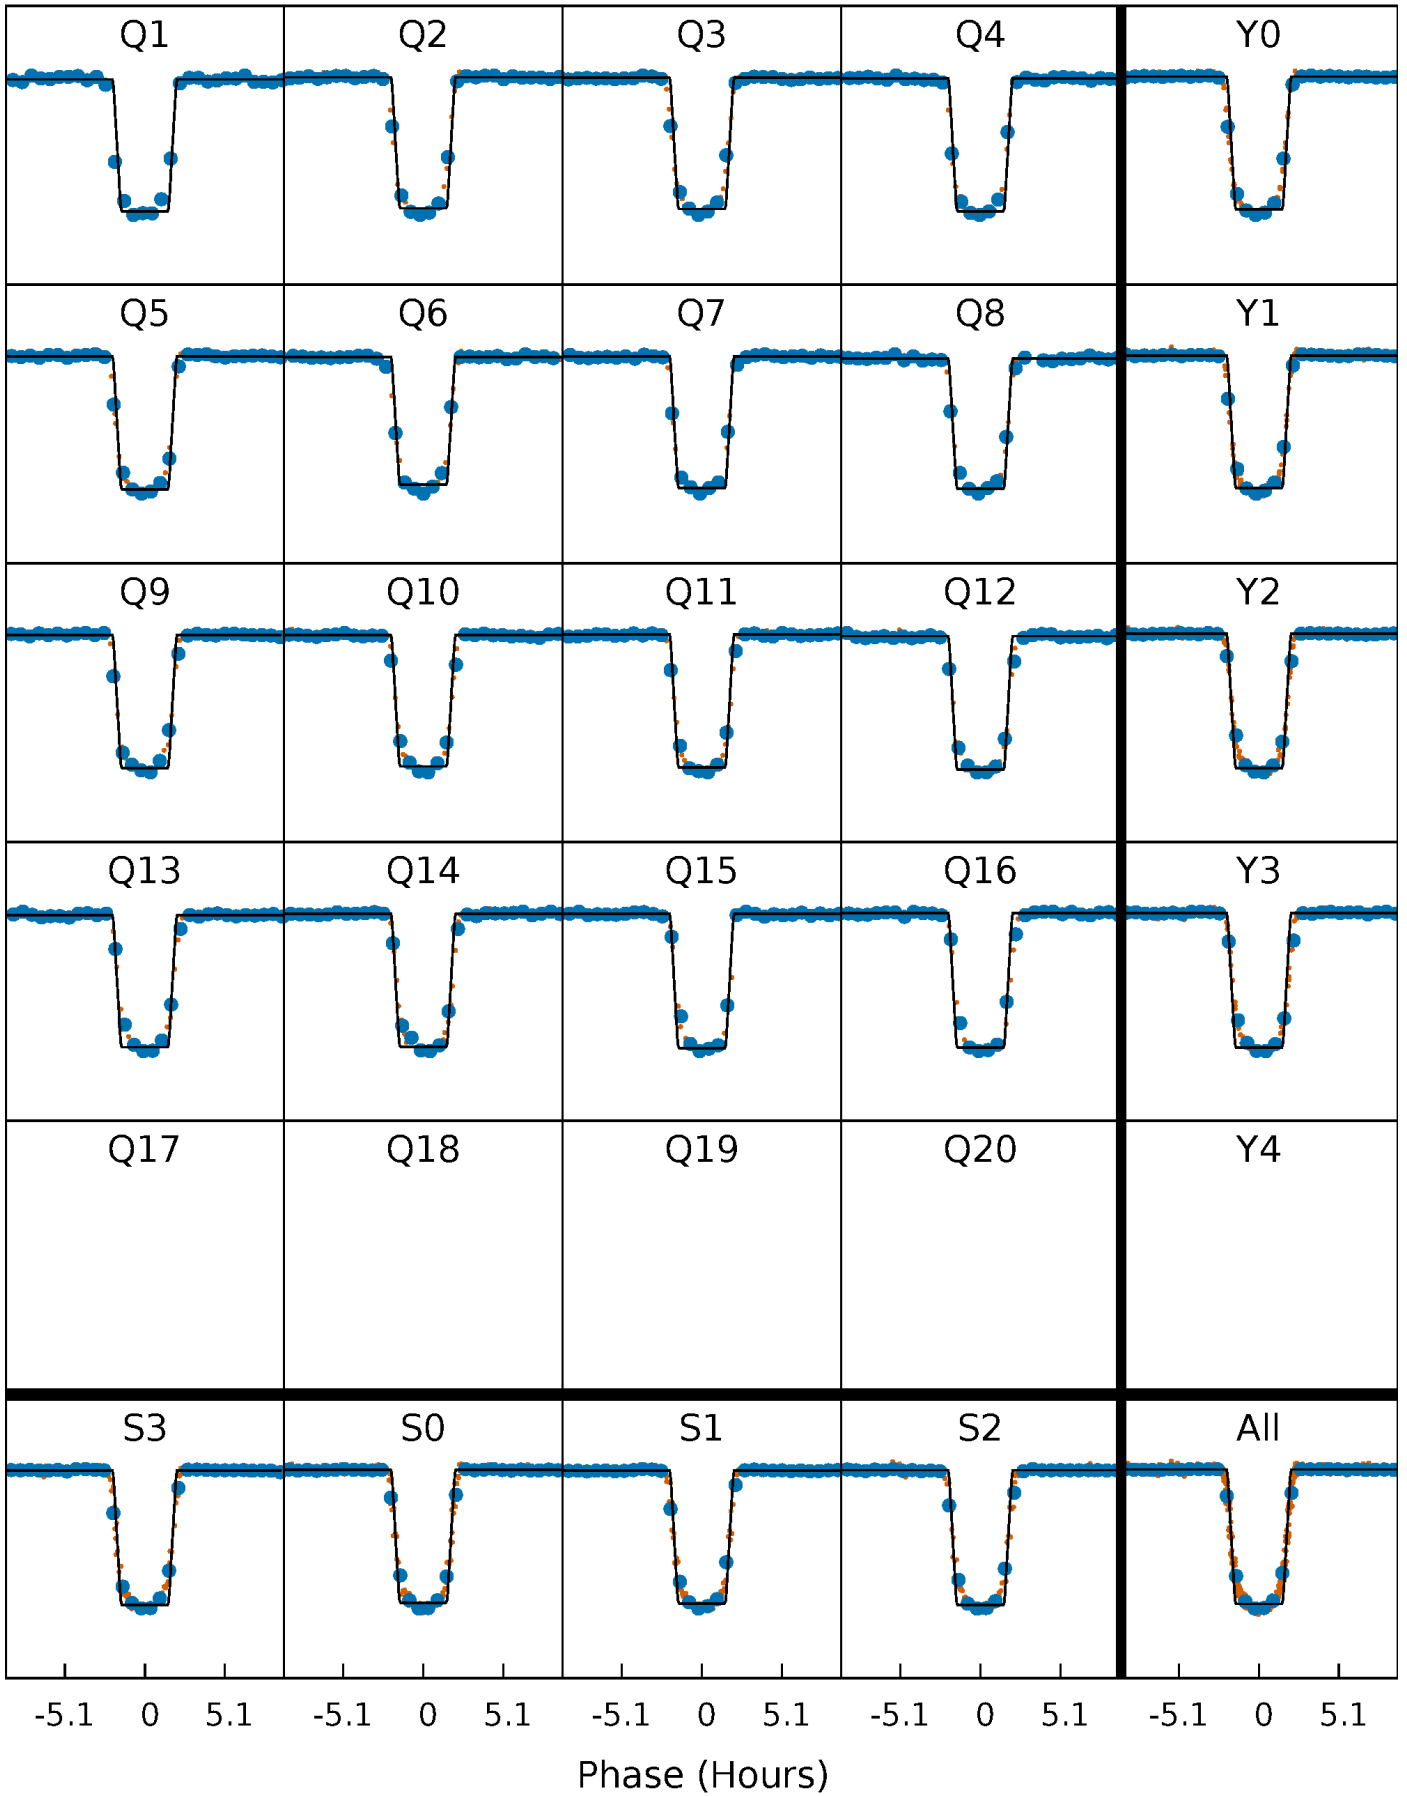 Q1 Q2 Q3 Q4 Y0
Q5 Q6 Q7 Q8 Y1
Q9 Q10 Q11 Q12 Y2
Q13 Q14 Q15 Q16 Y3
Q17 Q18 Q19 Q20 Y4
S3 S0 S1 S2 All
-5.1 0 5.1 -5.1 0 5.1 -5.1 0 5.1 -5.1 0 5.1 -5.1 0 5.1
Phase (Hours)